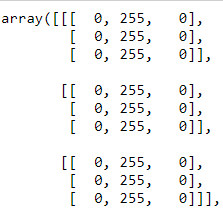 array([[[  0, 255,   0],
        [  0, 255,   0],
        [  0, 255,   0]],

       [[  0, 255,   0],
        [  0, 255,   0],
        [  0, 255,   0]],

       [[  0, 255,   0],
        [  0, 255,   0],
        [  0, 255,   0]]],